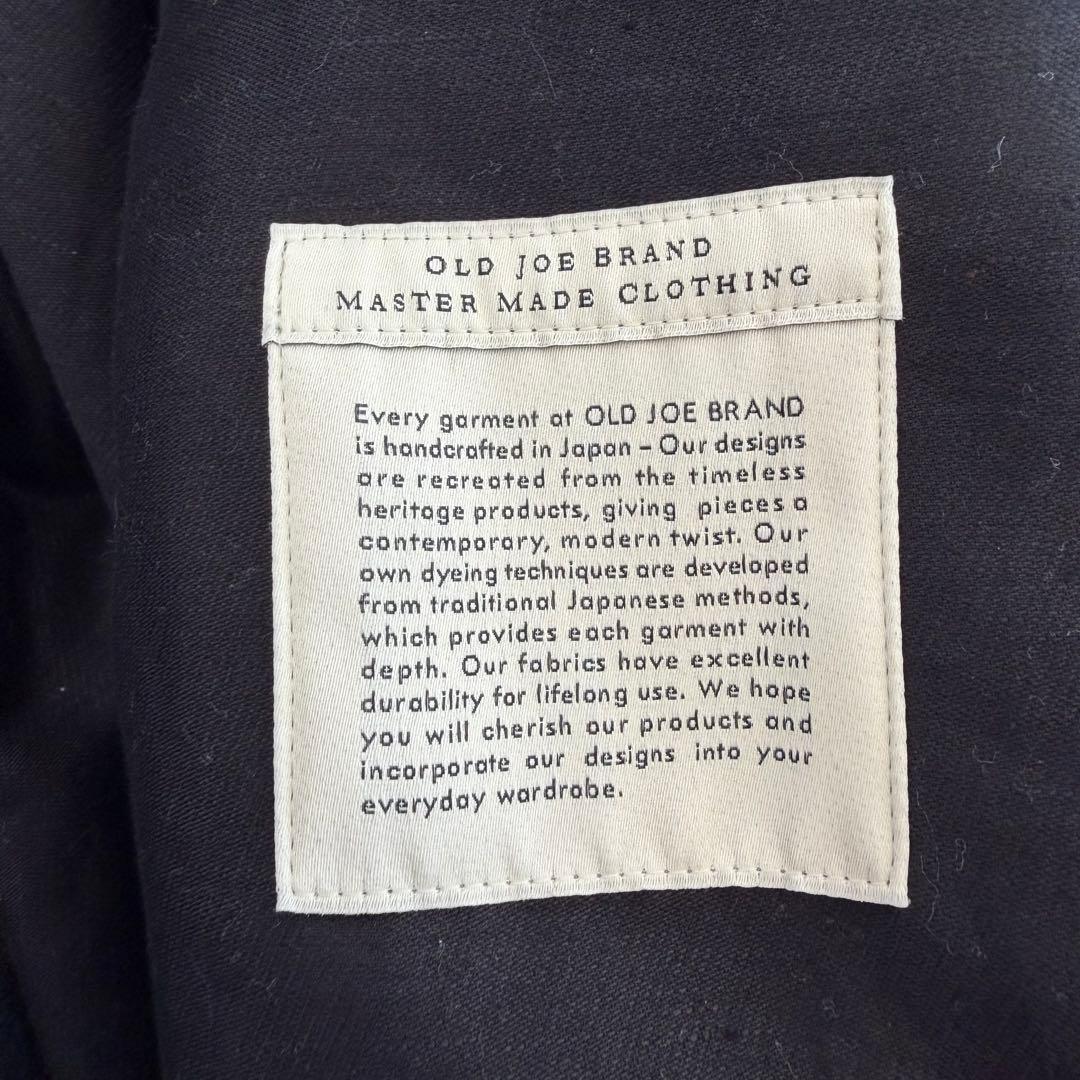 OLD JOE BRAND
MASTER MADE CLOTHING
Every garment at OLD JOE BRAND
is handcrafted in Japan – Our designs
are recreated from the timeless
heritage products, giving pieces a
contemporary, modern twist. Our
own dyeing techniques are developed
from traditional Japanese methods,
which provides each garment with
depth. Our fabrics have excellent
durability for lifelong use. We hope
you will cherish our products and
incorporate our designs into your
everyday wardrobe.